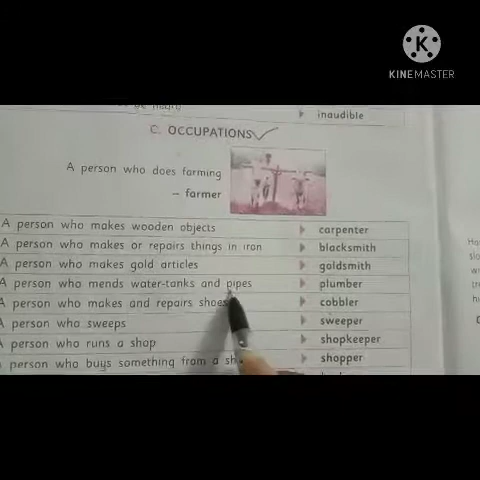 KINEMASTER
inaudible
C. OCCUPATIONS
A person who does farming
– farmer
A person who makes wooden objects carpenter
A person who makes or repairs things in iron blacksmith
A person who makes gold articles goldsmith
A person who mends water-tanks and pipes plumber
A person who makes and repairs shoes cobbler
A person who sweeps sweeper
A person who runs a shop shopkeeper
A person who buys something from a shopper